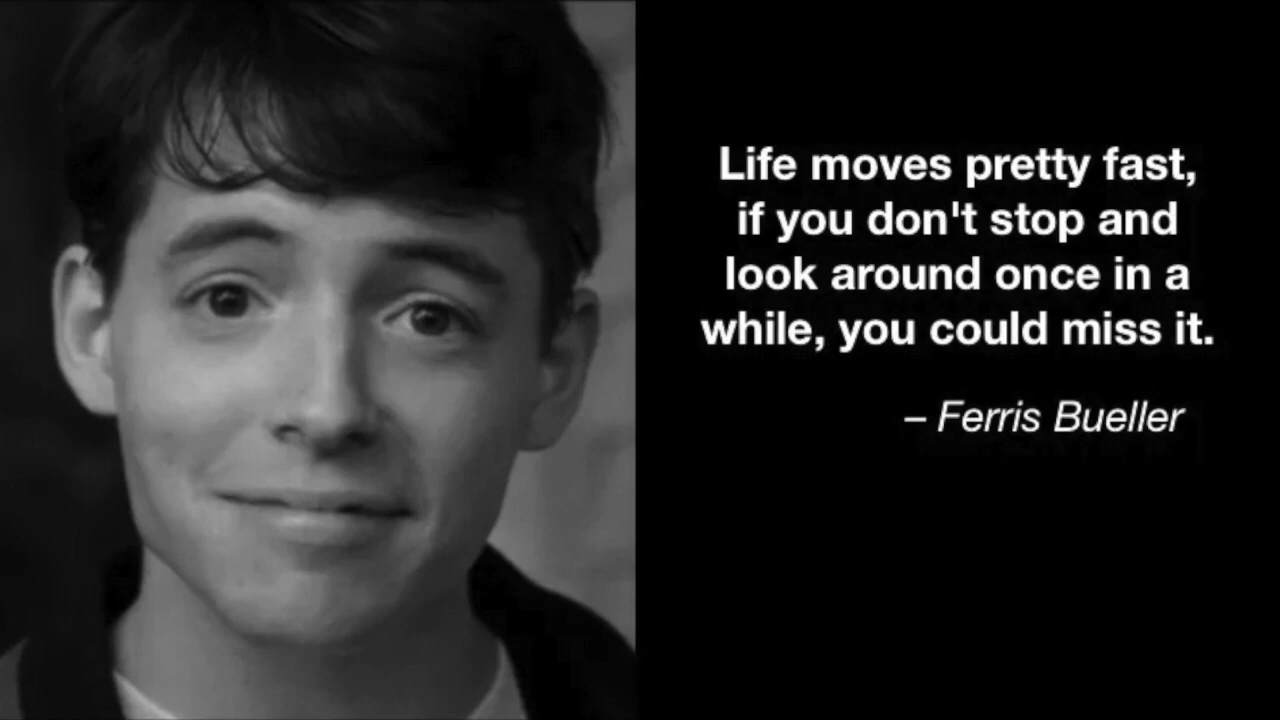 Life moves pretty fast,
if you don't stop and
look around once in a
while, you could miss it.
– Ferris Bueller